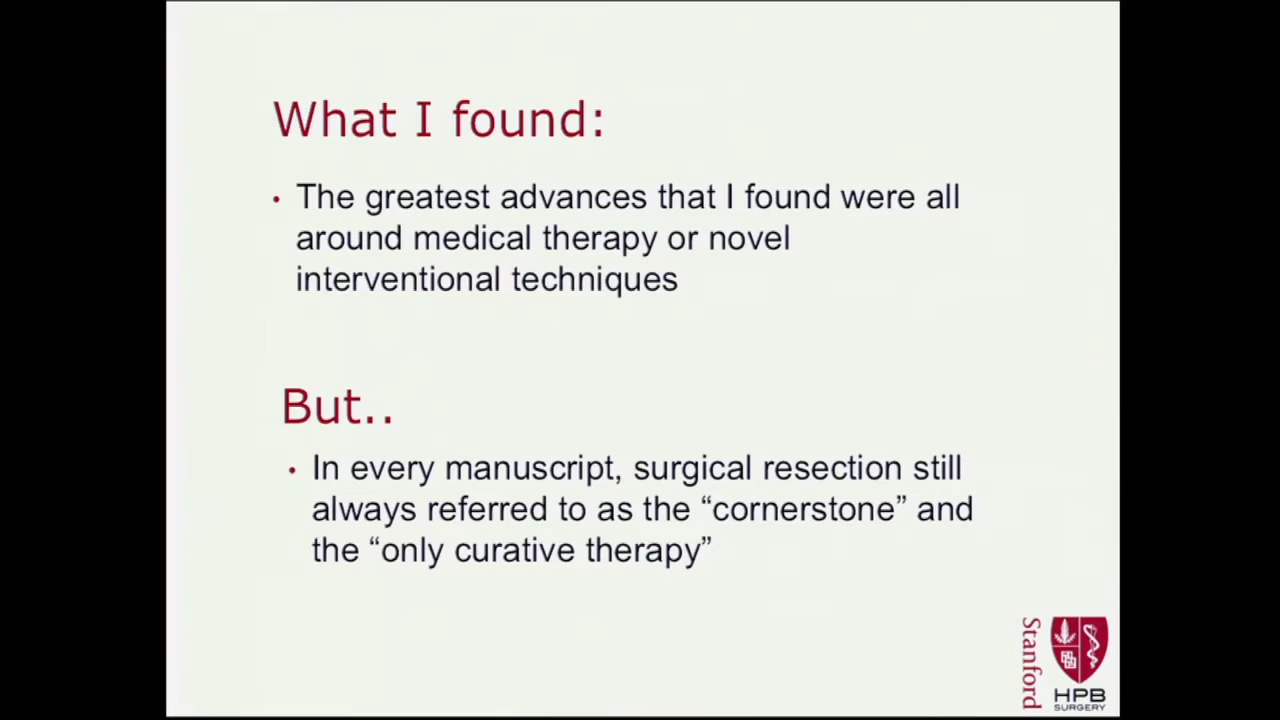 What I found:
• The greatest advances that I found were all
around medical therapy or novel
interventional techniques
But..
• In every manuscript, surgical resection still
always referred to as the “cornerstone” and
the “only curative therapy”
Stanford
HPB
SURGERY